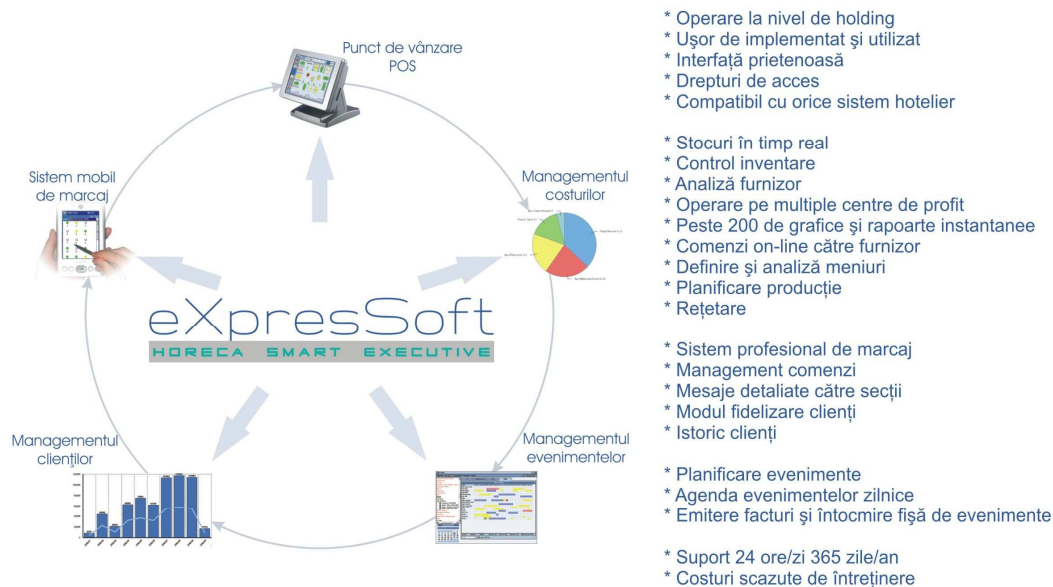 Punct de vânzare
POS
Sistem mobil
de marcaj
Managementul
costurilor
eXpresSoft
HORECA SMART EXECUTIVE
Managementul
clienților
Managementul
evenimentelor
* Operare la nivel de holding
* Uşor de implementat şi utilizat
* Interfaţă prietenoasă
* Drepturi de acces
* Compatibil cu orice sistem hotelier
* Stocuri în timp real
* Control inventare
* Analiză furnizor
* Operare pe multiple centre de profit
* Peste 200 de grafice şi rapoarte instantanee
* Comenzi on-line către furnizor
* Definire şi analiză meniuri
* Planificare producţie
* Reţetare
* Sistem profesional de marcaj
* Management comenzi
* Mesaje detaliate către secţii
* Modul fidelizare clienţi
* Istoric clienţi
* Planificare evenimente
* Agenda evenimentelor zilnice
* Emitere facturi şi întocmire fişă de evenimente
* Suport 24 ore/zi 365 zile/an
* Costuri scazute de întreţinere